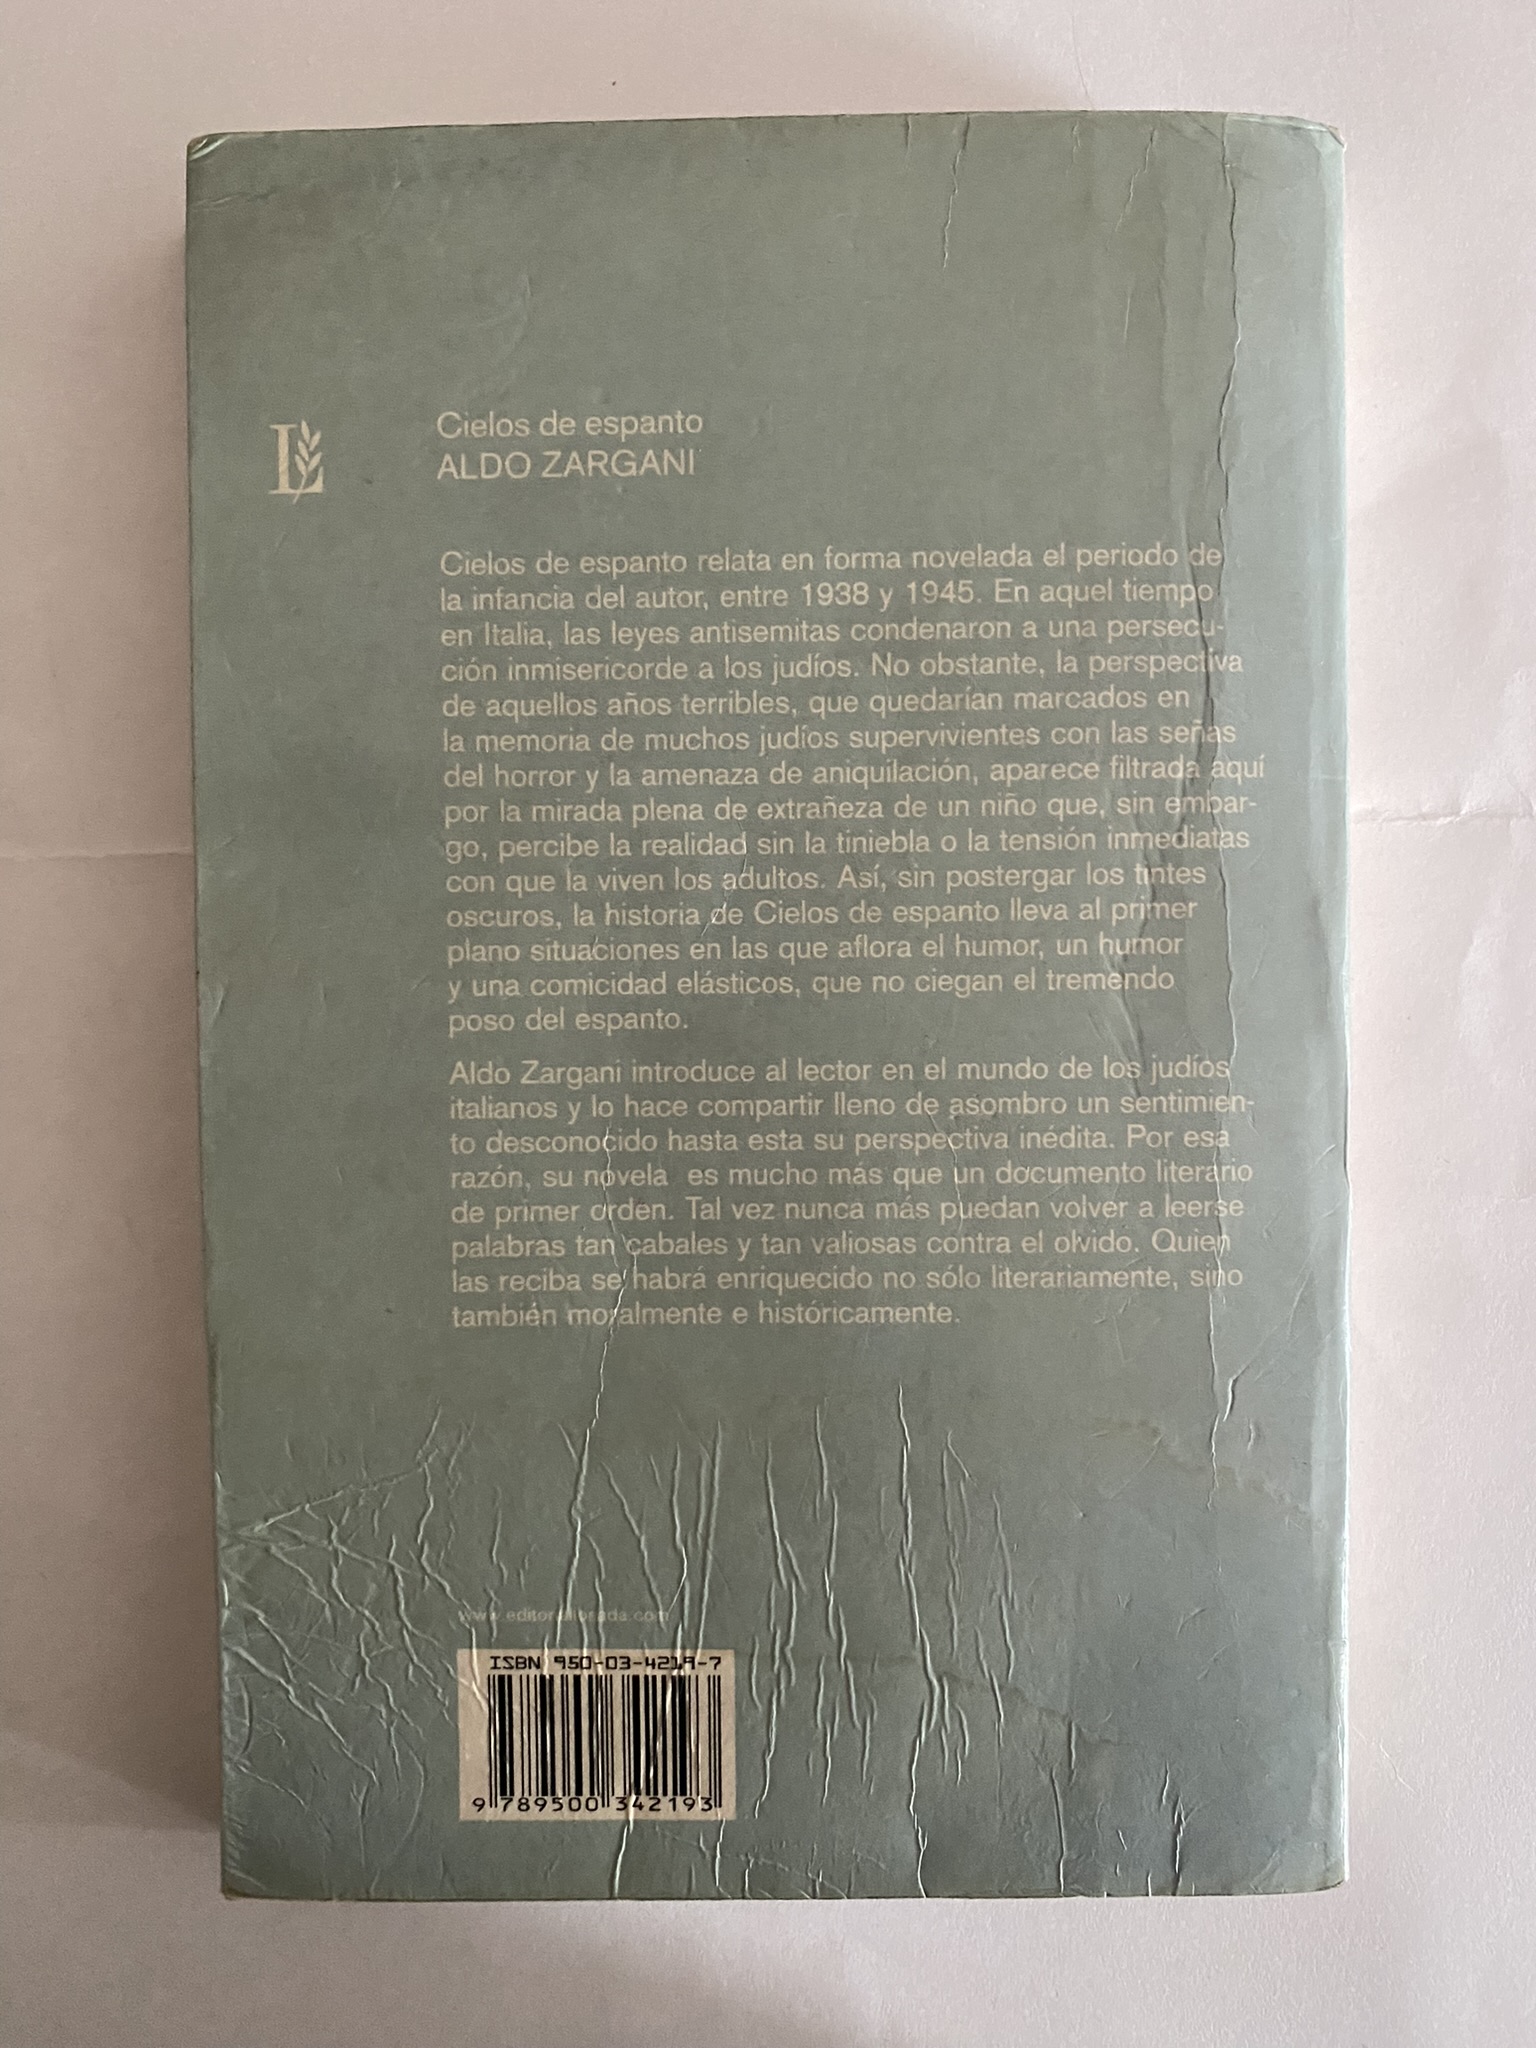 Cielos de espanto
ALDO ZARGANI
L
Cielos de espanto relata en forma novelada el periodo de
la infancia del autor, entre 1938 y 1945. En aquel tiempo
en Italia, las leyes antisemitas condenaron a una persecu-
ción inmisericorde a los judíos. No obstante, la perspectiva
de aquellos años terribles, que quedarían marcados en
la memoria de muchos judíos supervivientes con las señas
del horror y la amenaza de aniquilación, aparece filtrada aquí
por la mirada plena de extrañeza de un niño que, sin embar-
go, percibe la realidad sin la tiniebla o la tensión inmediatas
con que la viven los adultos. Así, sin postergar los tintes
oscuros, la historia de Cielos de espanto lleva al primer
plano situaciones en las que aflora el humor, un humor
y una comicidad elásticos, que no ciegan el tremendo
poso del espanto.
Aldo Zargani introduce al lector en el mundo de los judíos
italianos y lo hace compartir lleno de asombro un sentimien-
to desconocido hasta esta su perspectiva inédita. Por esa
razón, su novela es mucho más que un documento literario
de primer orden. Tal vez nunca más puedan volver a leerse
palabras tan cabales y tan valiosas contra el olvido. Quien
las reciba se habrá enriquecido no sólo literariamente, sino
también moralmente e históricamente.
www.editoriallosada.com
ISBN 950-03-4219-7
9 789500 342193